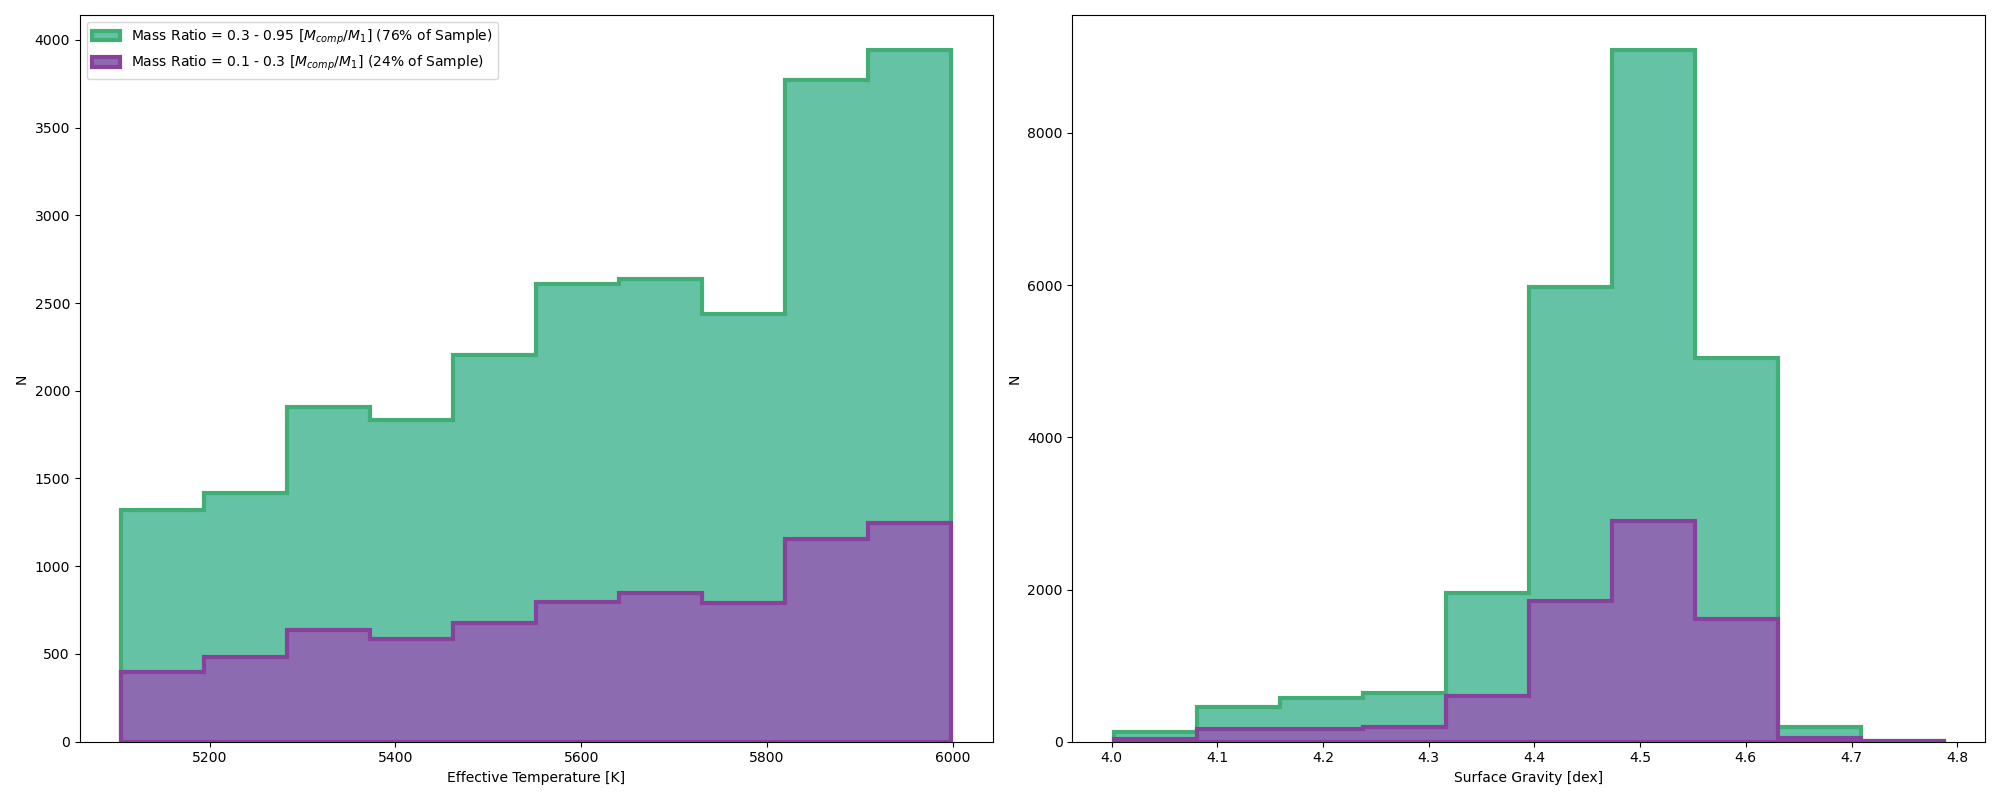 Mass Ratio = 0.3 - 0.95 [M_comp/M_1] (76% of Sample)
Mass Ratio = 0.1 - 0.3 [M_comp/M_1] (24% of Sample)
4000
3500
3000
2500
2000
1500
1000
500
0
N
5200 5400 5600 5800 6000
Effective Temperature [K]
8000
6000
4000
2000
0
N
4.0 4.1 4.2 4.3 4.4 4.5 4.6 4.7 4.8
Surface Gravity [dex]